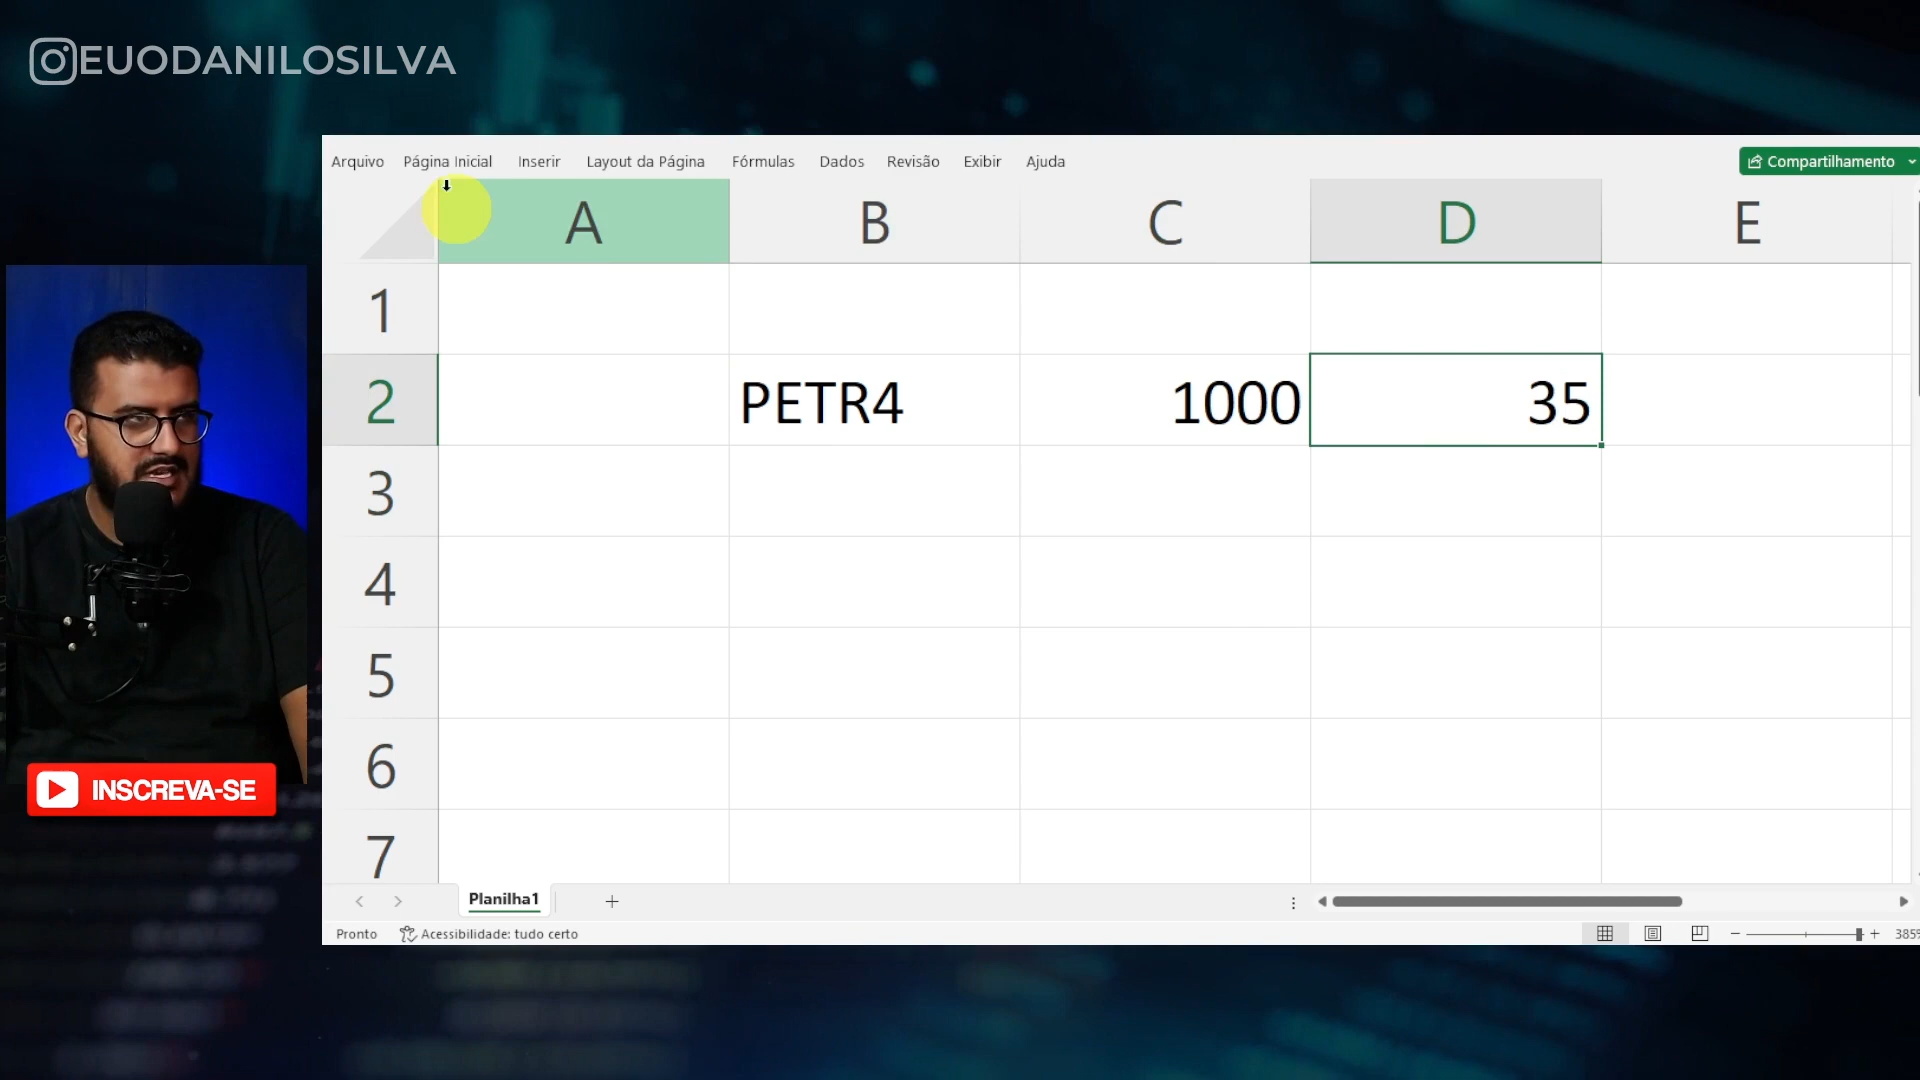 EUODANILOSILVA
Arquivo Página Inicial Inserir Layout da Página Fórmulas Dados Revisão Exibir Ajuda Compartilhamento
A B C D E
1
2 PETR4 1000 35
3
4
5
6
7
INSCREVA-SE
Planilha1
Pronto Acessibilidade: tudo certo 385%